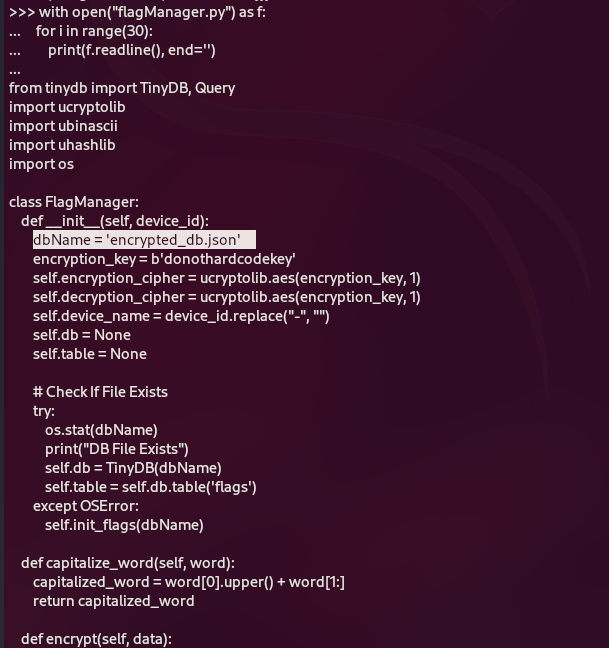 >>> with open("flagManager.py") as f:
...    for i in range(30):
...       print(f.readline(), end='')
...
from tinydb import TinyDB, Query
import ucryptolib
import ubinascii
import uhashlib
import os

class FlagManager:
   def __init__(self, device_id):
      dbName = 'encrypted_db.json'
      encryption_key = b'donothardcodekey'
      self.encryption_cipher = ucryptolib.aes(encryption_key, 1)
      self.decryption_cipher = ucryptolib.aes(encryption_key, 1)
      self.device_name = device_id.replace("-", "")
      self.db = None
      self.table = None

      # Check If File Exists
      try:
         os.stat(dbName)
         print("DB File Exists")
         self.db = TinyDB(dbName)
         self.table = self.db.table('flags')
      except OSError:
         self.init_flags(dbName)

   def capitalize_word(self, word):
      capitalized_word = word[0].upper() + word[1:]
      return capitalized_word

   def encrypt(self, data):